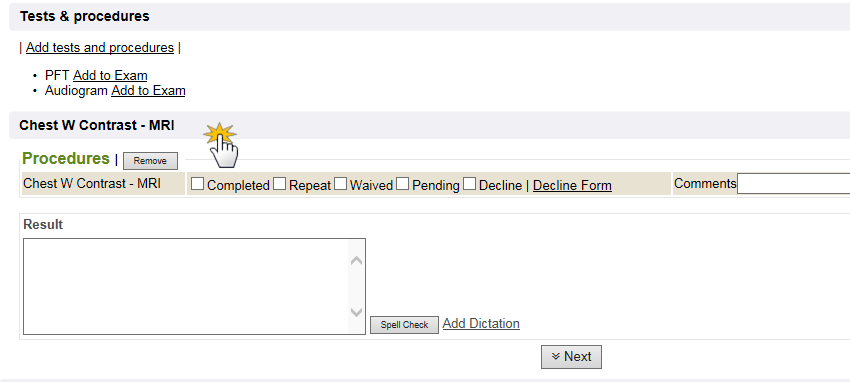 Tests & procedures
| Add tests and procedures |
• PFT Add to Exam
• Audiogram Add to Exam
Chest W Contrast - MRI
Procedures | Remove
Chest W Contrast - MRI Completed Repeat Waived Pending Decline | Decline Form Comments
Result
Spell Check Add Dictation
Next